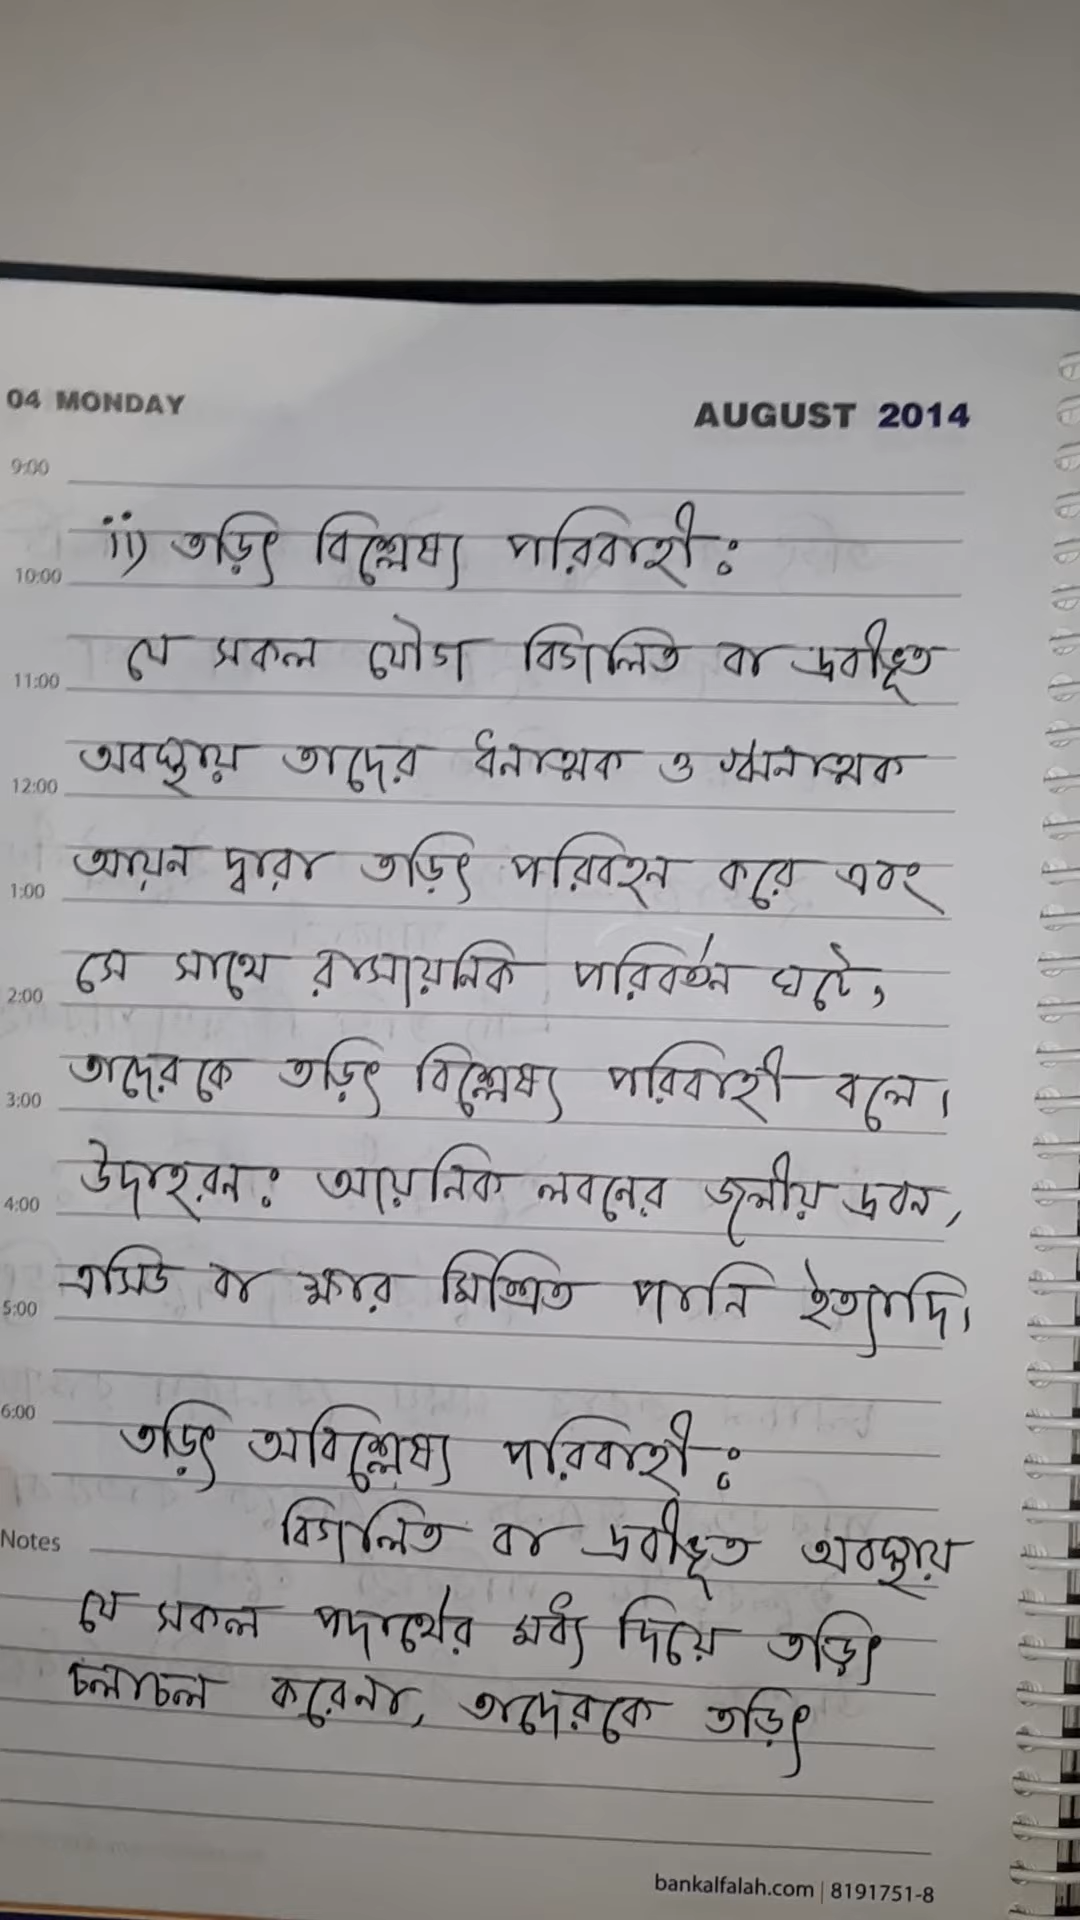 04 MONDAY
AUGUST 2014
9:00
ii) তড়িৎ বিশ্লেষ্য পরিবাহী:
10:00
যে সকল যৌগ বিগলিত বা দ্রবীভূত
11:00
অবস্থায় তাদের ধনাত্মক ও ঋনাত্মক
12:00
আয়ন দ্বারা তড়িৎ পরিবহন করে এবং
1:00
সে সাথে রাসায়নিক পরিবর্তন ঘটে,
2:00
তাদেরকে তড়িৎ বিশ্লেষ্য পরিবাহী বলে।
3:00
উদাহরন: আয়নিক লবনের জলীয় দ্রবন,
4:00
এসিড বা ক্ষার মিশ্রিত পানি ইত্যাদি।
5:00
6:00
তড়িৎ অবিশ্লেষ্য পরিবাহী:
Notes
বিগলিত বা দ্রবীভূত অবস্থায়
যে সকল পদার্থের মধ্য দিয়ে তড়িৎ
চলাচল করেনা, তাদেরকে তড়িৎ
bankalfalah.com | 8191751-8